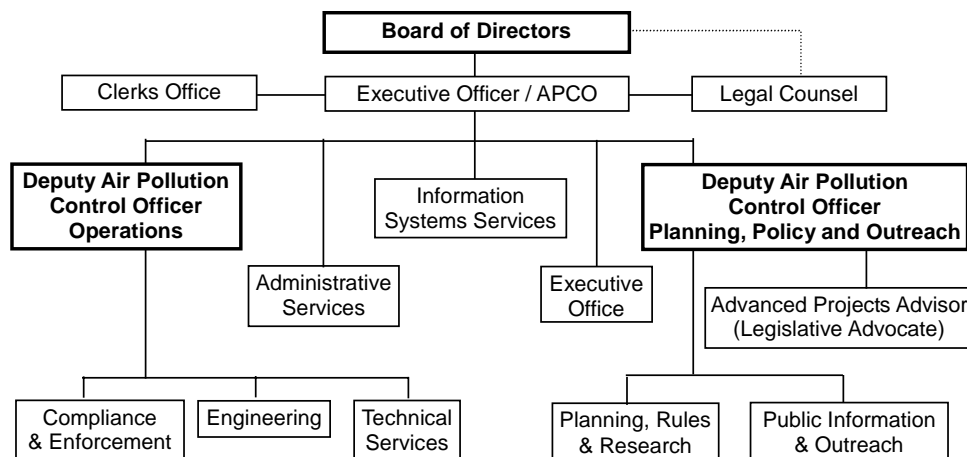 Board of Directors
Clerks Office
Executive Officer / APCO
Legal Counsel
Deputy Air Pollution
Control Officer
Operations
Information
Systems Services
Deputy Air Pollution
Control Officer
Planning, Policy and Outreach
Administrative
Services
Executive
Office
Advanced Projects Advisor
(Legislative Advocate)
Compliance
& Enforcement
Engineering
Technical
Services
Planning, Rules
& Research
Public Information
& Outreach